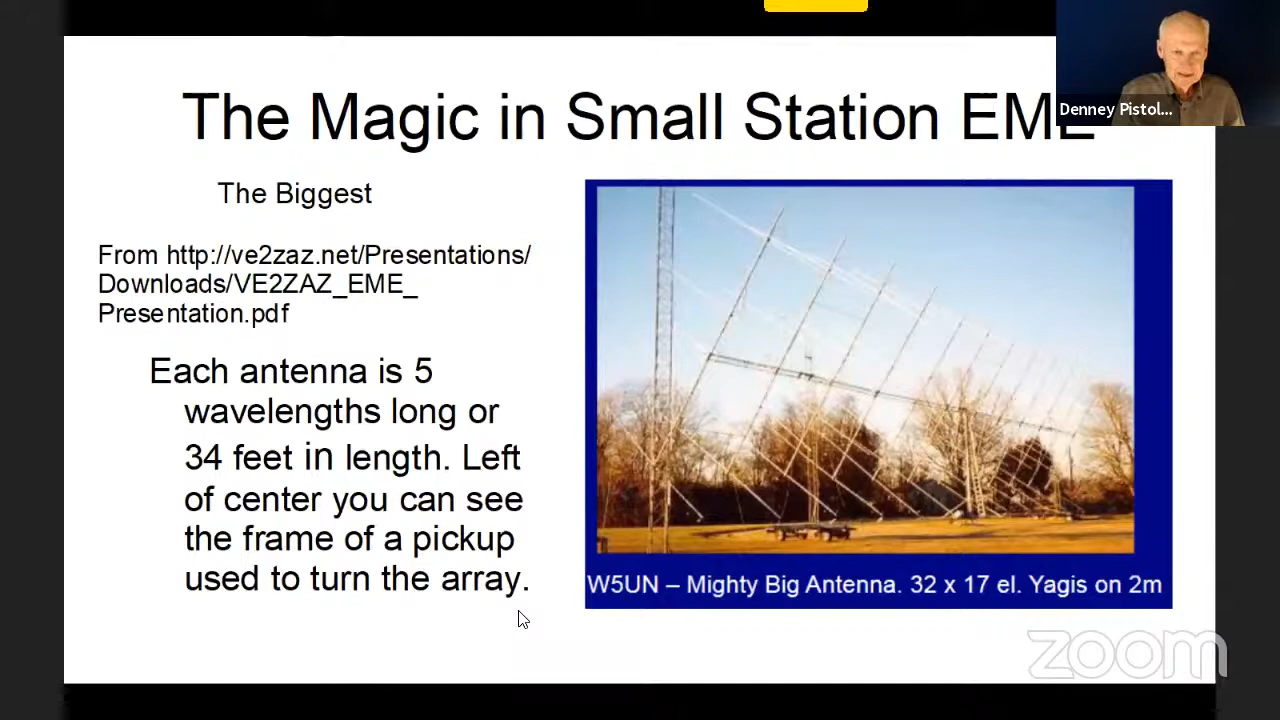 The Magic in Small Station EME
Denney Pistol...
The Biggest
From http://ve2zaz.net/Presentations/
Downloads/VE2ZAZ_EME_
Presentation.pdf
Each antenna is 5
wavelengths long or
34 feet in length. Left
of center you can see
the frame of a pickup
used to turn the array.
W5UN – Mighty Big Antenna. 32 x 17 el. Yagis on 2m
zoom